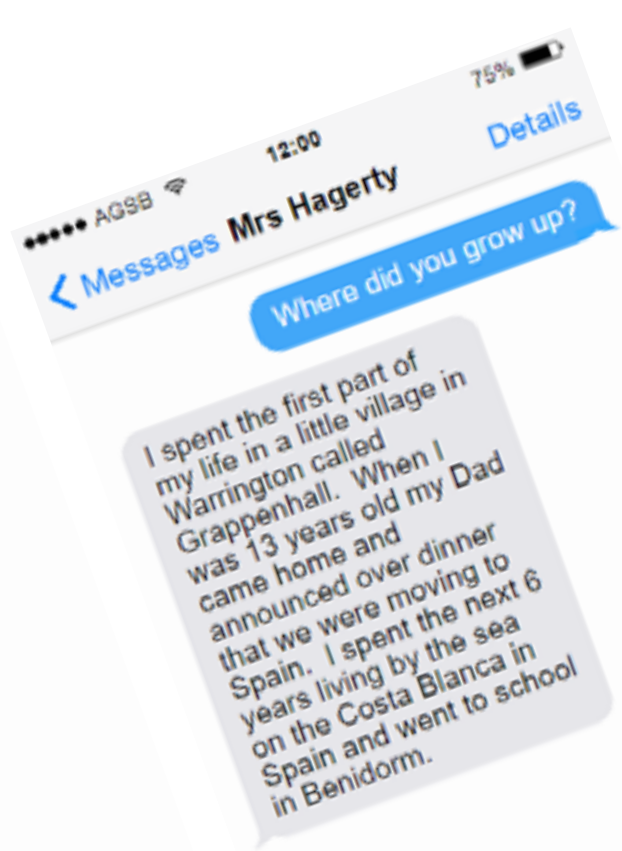 75%
12:00
AGSB
Details
Messages
Mrs Hagerty
Where did you grow up?
I spent the first part of
my life in a little village in
Warrington called
Grappenhall.  When I
was 13 years old my Dad
came home and
announced over dinner
that we were moving to
Spain.  I spent the next 6
years living by the sea
on the Costa Blanca in
Spain and went to school
in Benidorm.